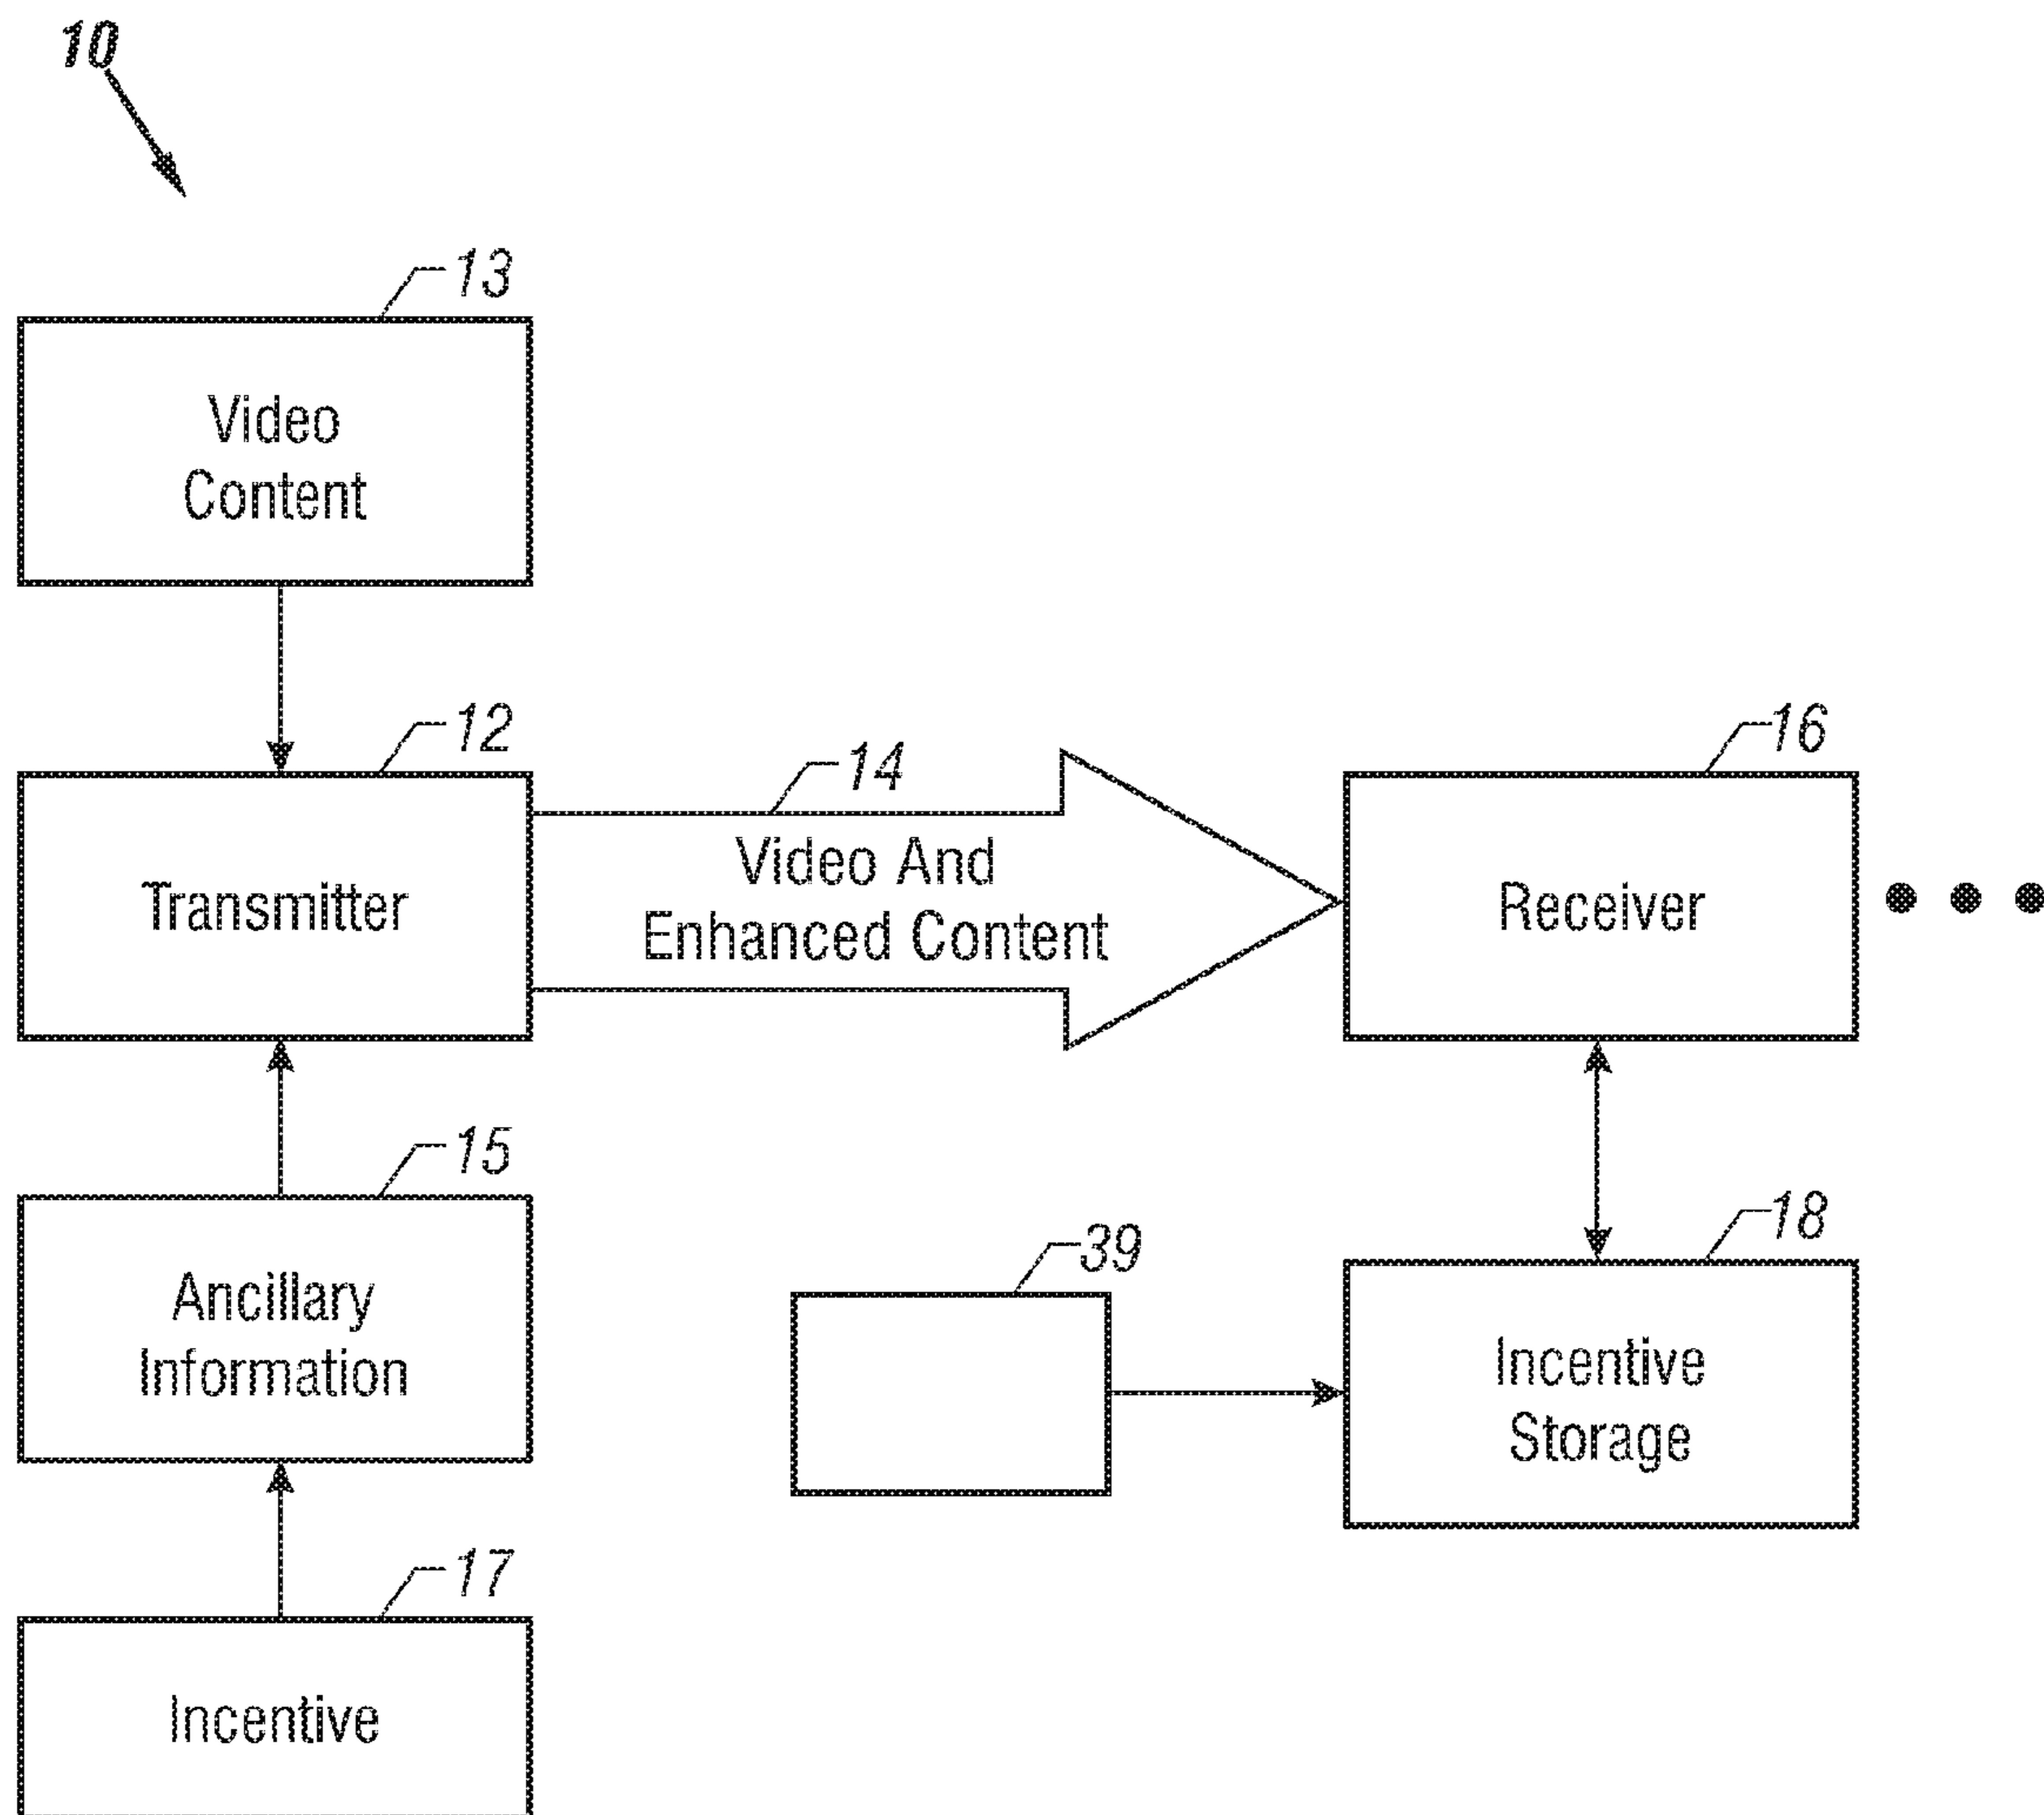 10
13
Video
Content
12
Transmitter
14
Video And
Enhanced Content
16
Receiver
15
Ancillary
Information
39
18
Incentive
Storage
17
Incentive